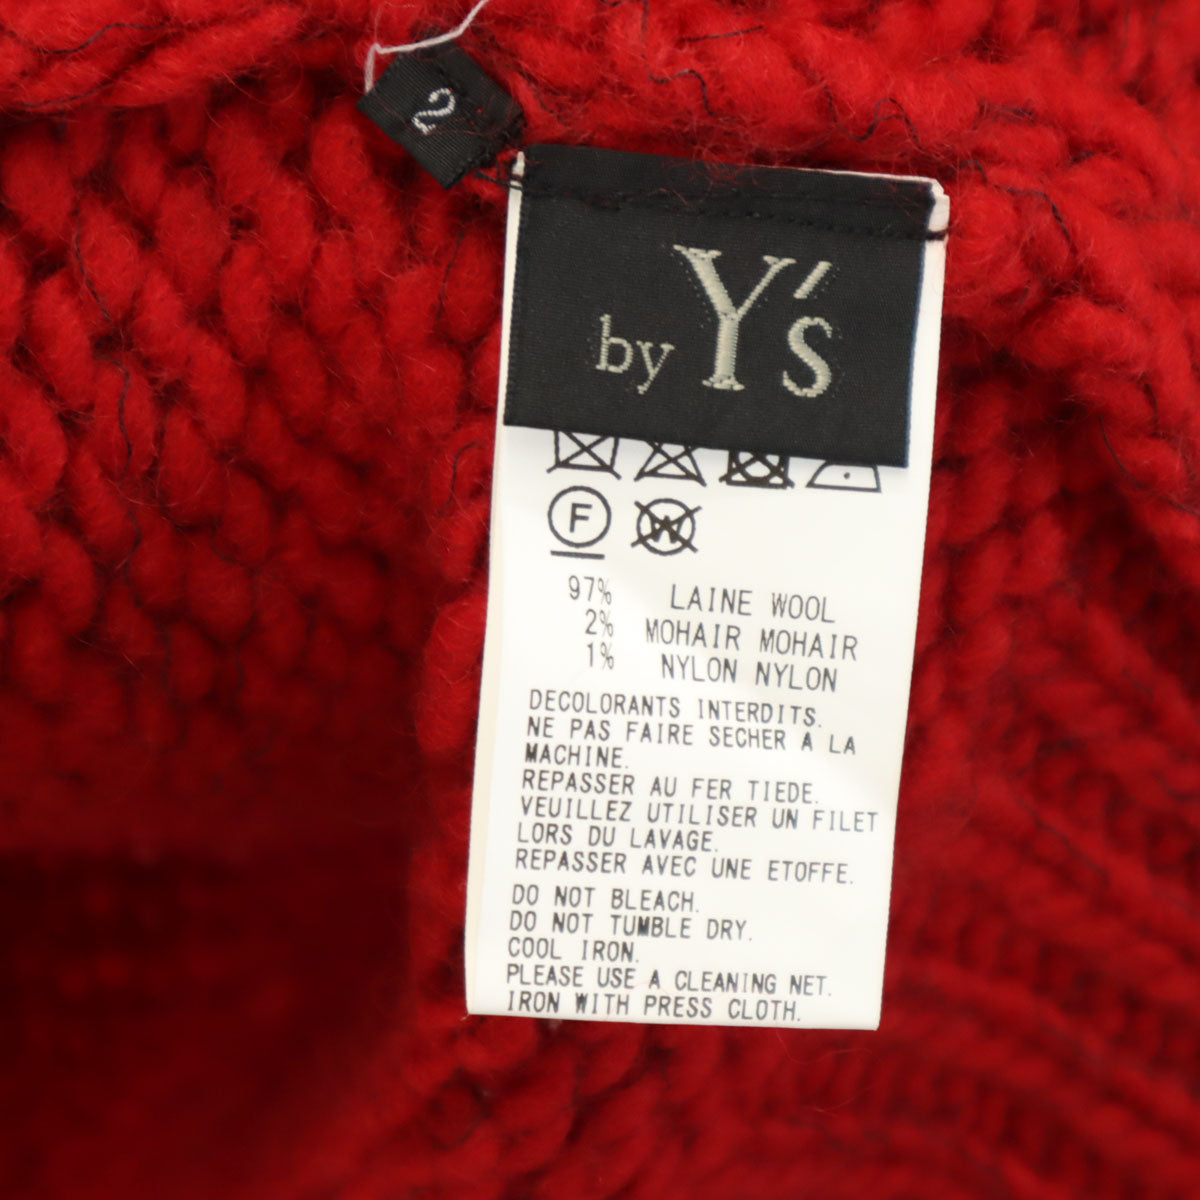 2
by Y's
F W
97% LAINE WOOL
2% MOHAIR MOHAIR
1% NYLON NYLON
DECOLORANTS INTERDITS.
NE PAS FAIRE SECHER A LA
MACHINE.
REPASSER AU FER TIEDE.
VEUILLEZ UTILISER UN FILET
LORS DU LAVAGE.
REPASSER AVEC UNE ETOFFE.
DO NOT BLEACH.
DO NOT TUMBLE DRY.
COOL IRON.
PLEASE USE A CLEANING NET.
IRON WITH PRESS CLOTH.